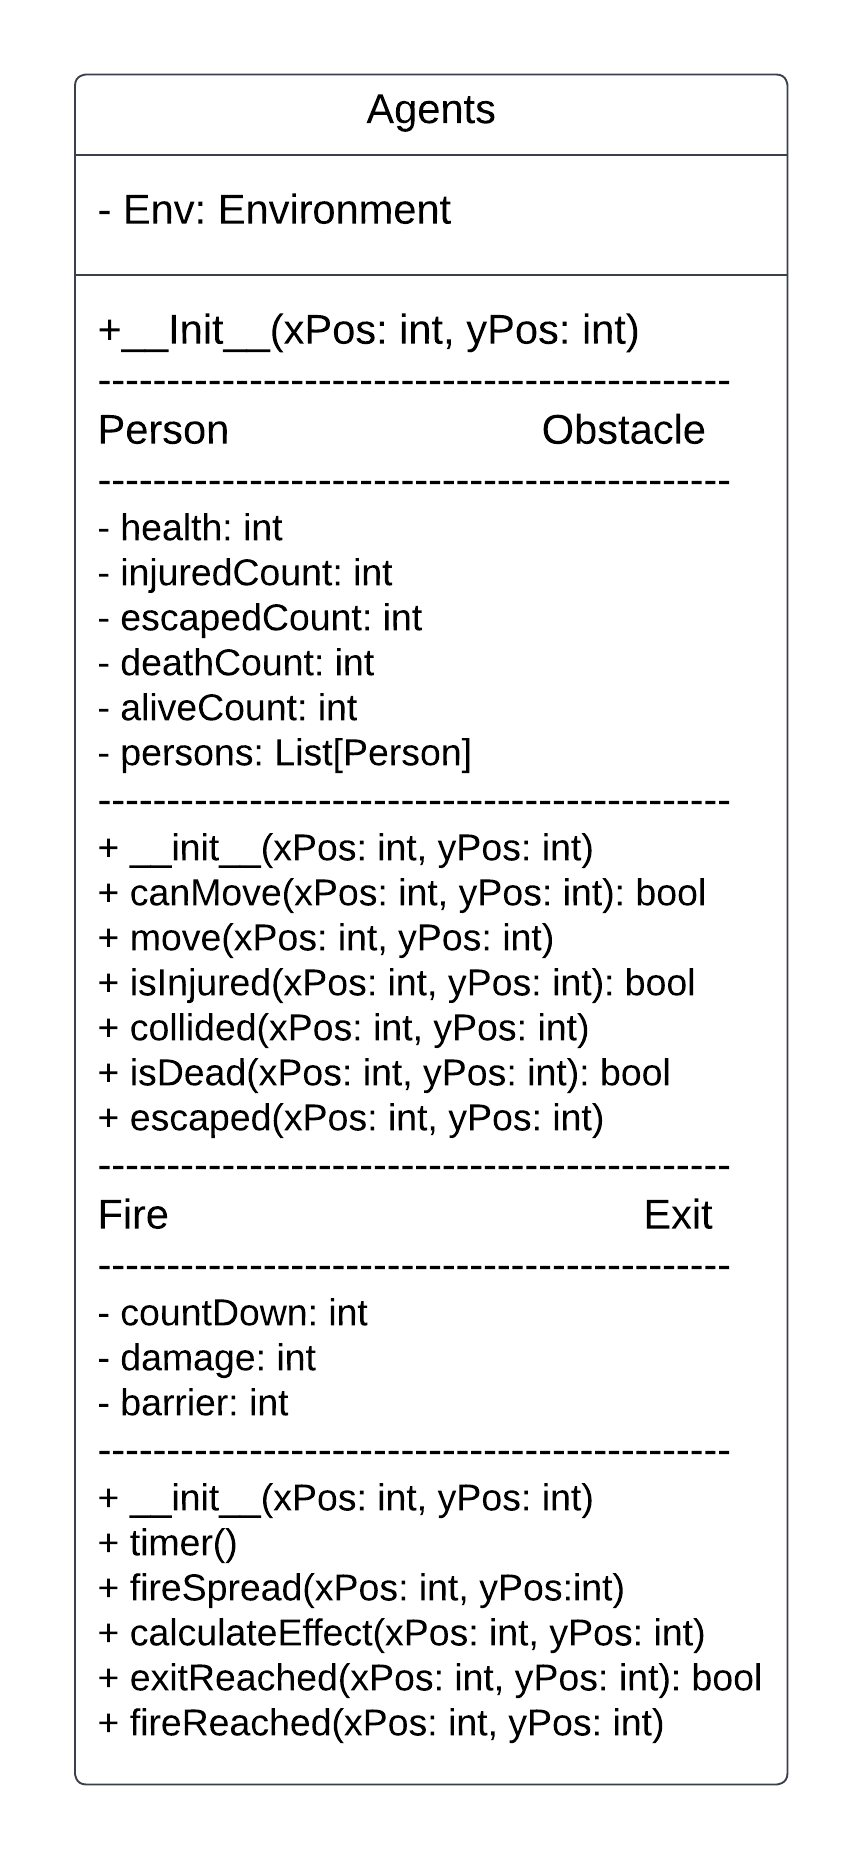 Agents
- Env: Environment
+__Init__(xPos: int, yPos: int)
----------------------------------------------
Person Obstacle
----------------------------------------------
- health: int
- injuredCount: int
- escapedCount: int
- deathCount: int
- aliveCount: int
- persons: List[Person]
----------------------------------------------
+ __init__(xPos: int, yPos: int)
+ canMove(xPos: int, yPos: int): bool
+ move(xPos: int, yPos: int)
+ isInjured(xPos: int, yPos: int): bool
+ collided(xPos: int, yPos: int)
+ isDead(xPos: int, yPos: int): bool
+ escaped(xPos: int, yPos: int)
----------------------------------------------
Fire Exit
----------------------------------------------
- countDown: int
- damage: int
- barrier: int
----------------------------------------------
+ __init__(xPos: int, yPos: int)
+ timer()
+ fireSpread(xPos: int, yPos:int)
+ calculateEffect(xPos: int, yPos: int)
+ exitReached(xPos: int, yPos: int): bool
+ fireReached(xPos: int, yPos: int)